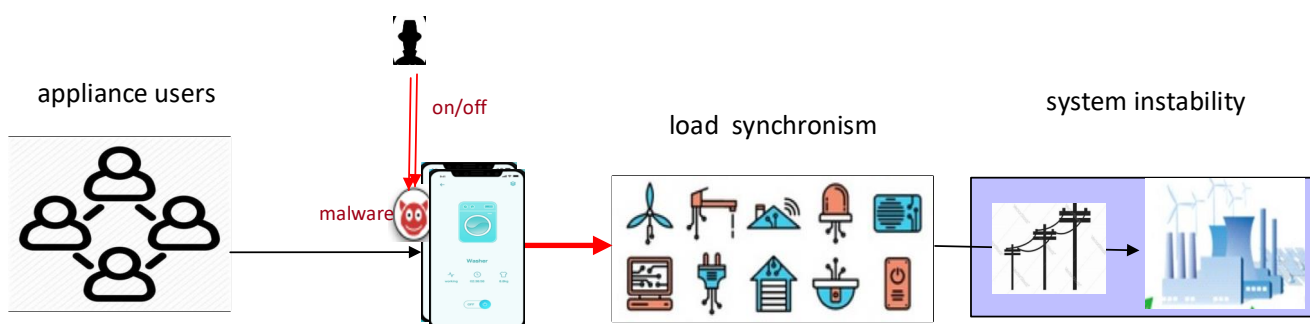 appliance users
on/off
malware
load synchronism
system instability
Washer